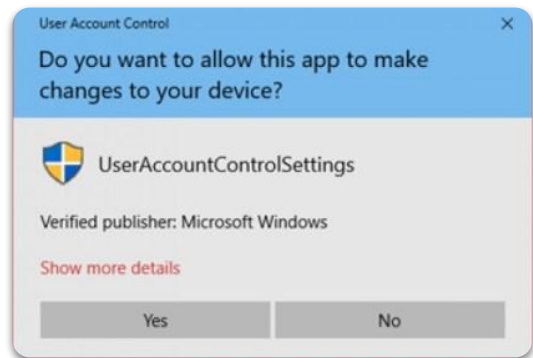 User Account Control
Do you want to allow this app to make
changes to your device?
UserAccountControlSettings
Verified publisher: Microsoft Windows
Show more details
Yes
No